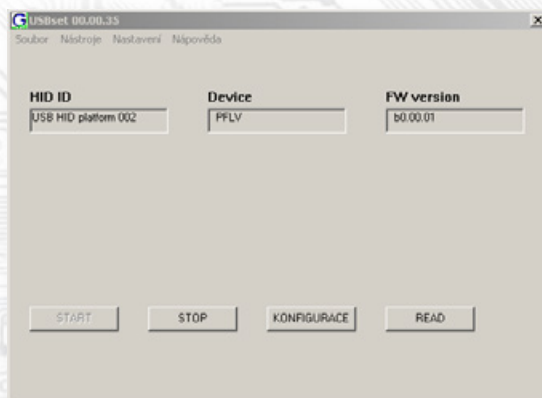 USBset 00.00.35
Soubor Nástroje Nastavení Nápověda
HID ID Device FW version
USB HID platform 002 PFLV b0.00.01
START STOP KONFIGURACE READ